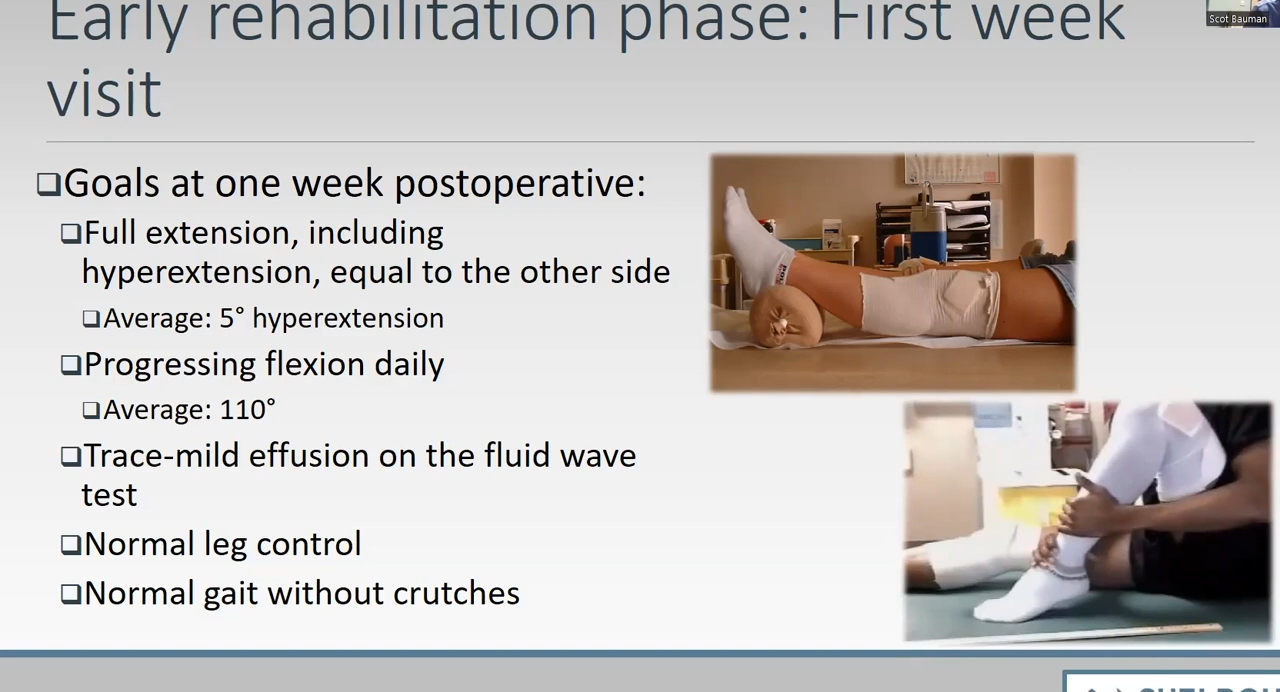 Early rehabilitation phase: First week
visit
Scot Bauman
Goals at one week postoperative:
Full extension, including
hyperextension, equal to the other side
Average: 5° hyperextension
Progressing flexion daily
Average: 110°
Trace-mild effusion on the fluid wave
test
Normal leg control
Normal gait without crutches